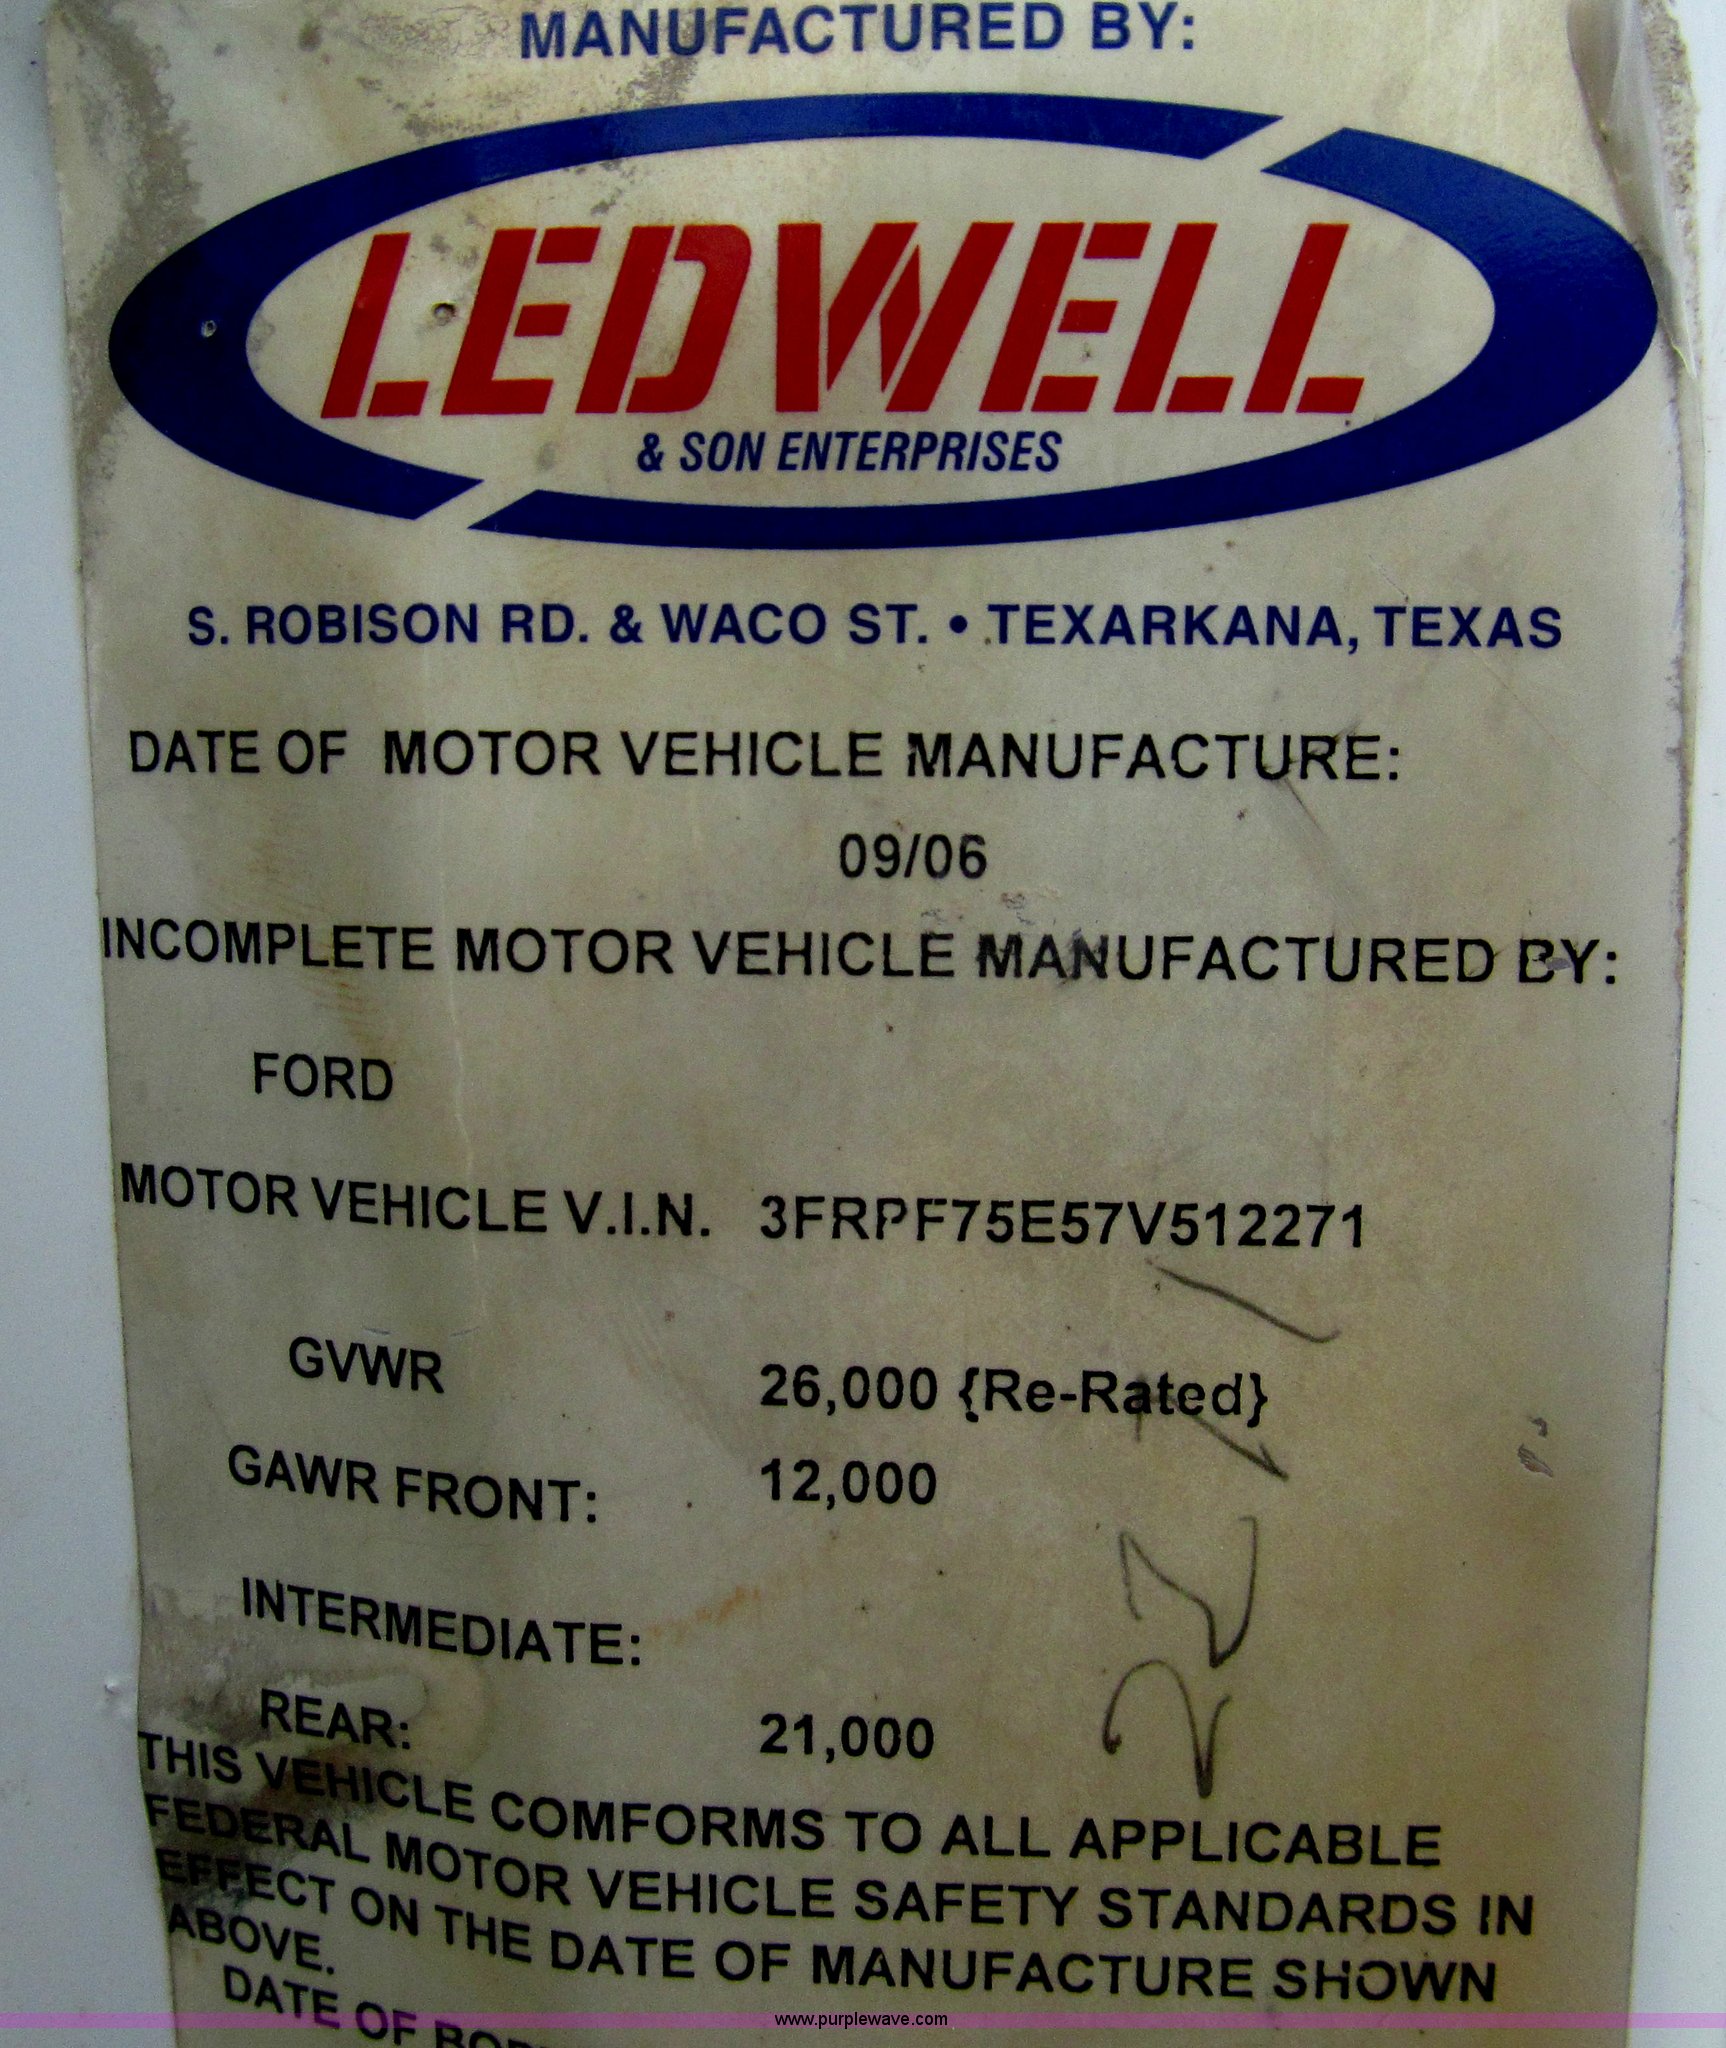 MANUFACTURED BY:
LEDWELL
& SON ENTERPRISES
S. ROBISON RD. & WACO ST. • TEXARKANA, TEXAS
DATE OF MOTOR VEHICLE MANUFACTURE:
09/06
INCOMPLETE MOTOR VEHICLE MANUFACTURED BY:
FORD
MOTOR VEHICLE V.I.N. 3FRPF75E57V512271
GVWR 26,000 {Re-Rated}
GAWR FRONT: 12,000
INTERMEDIATE:
REAR: 21,000
THIS VEHICLE COMFORMS TO ALL APPLICABLE
FEDERAL MOTOR VEHICLE SAFETY STANDARDS IN
EFFECT ON THE DATE OF MANUFACTURE SHOWN
ABOVE.
DATE OF
www.purplewave.com